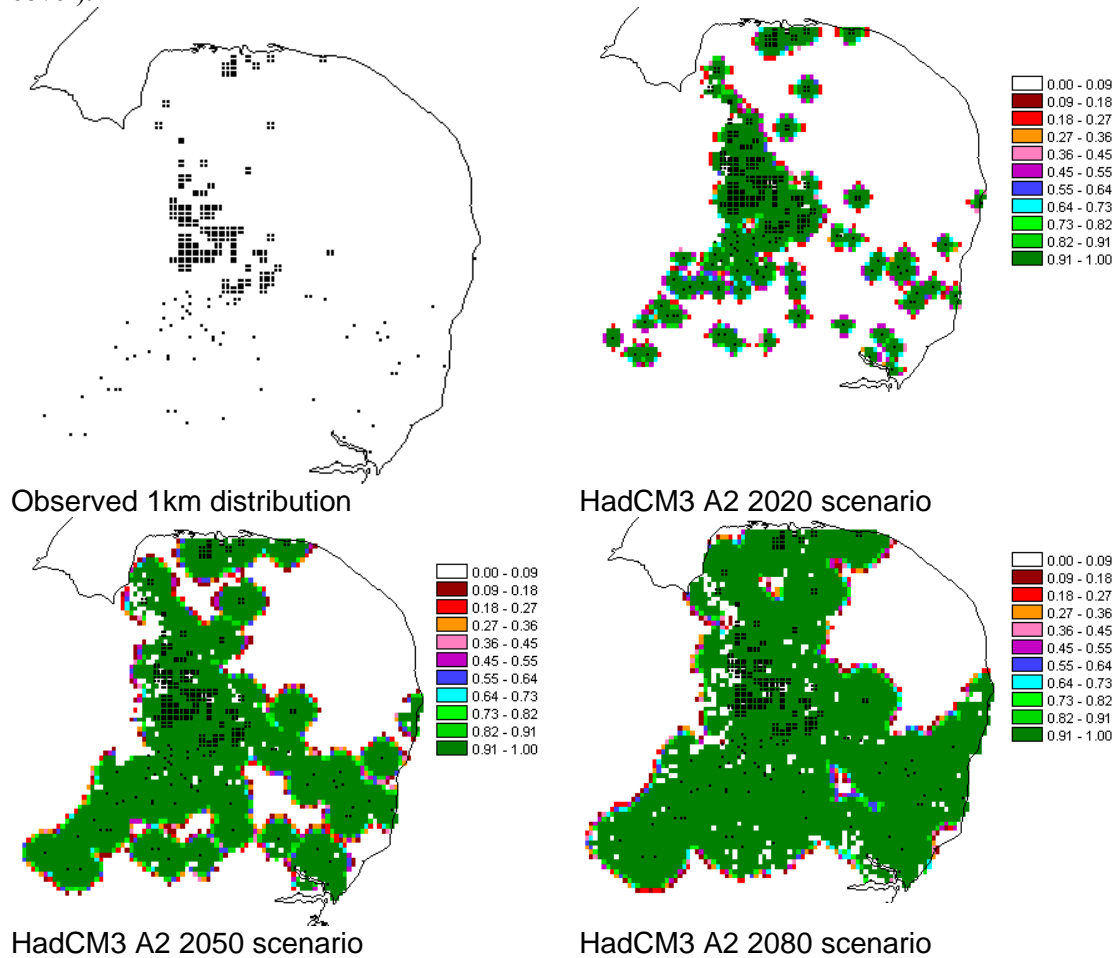 cover).
0.00 - 0.09
0.09 - 0.18
0.18 - 0.27
0.27 - 0.36
0.36 - 0.45
0.45 - 0.55
0.55 - 0.64
0.64 - 0.73
0.73 - 0.82
0.82 - 0.91
0.91 - 1.00
Observed 1km distribution
HadCM3 A2 2020 scenario
0.00 - 0.09
0.09 - 0.18
0.18 - 0.27
0.27 - 0.36
0.36 - 0.45
0.45 - 0.55
0.55 - 0.64
0.64 - 0.73
0.73 - 0.82
0.82 - 0.91
0.91 - 1.00
0.00 - 0.09
0.09 - 0.18
0.18 - 0.27
0.27 - 0.36
0.36 - 0.45
0.45 - 0.55
0.55 - 0.64
0.64 - 0.73
0.73 - 0.82
0.82 - 0.91
0.91 - 1.00
HadCM3 A2 2050 scenario
HadCM3 A2 2080 scenario